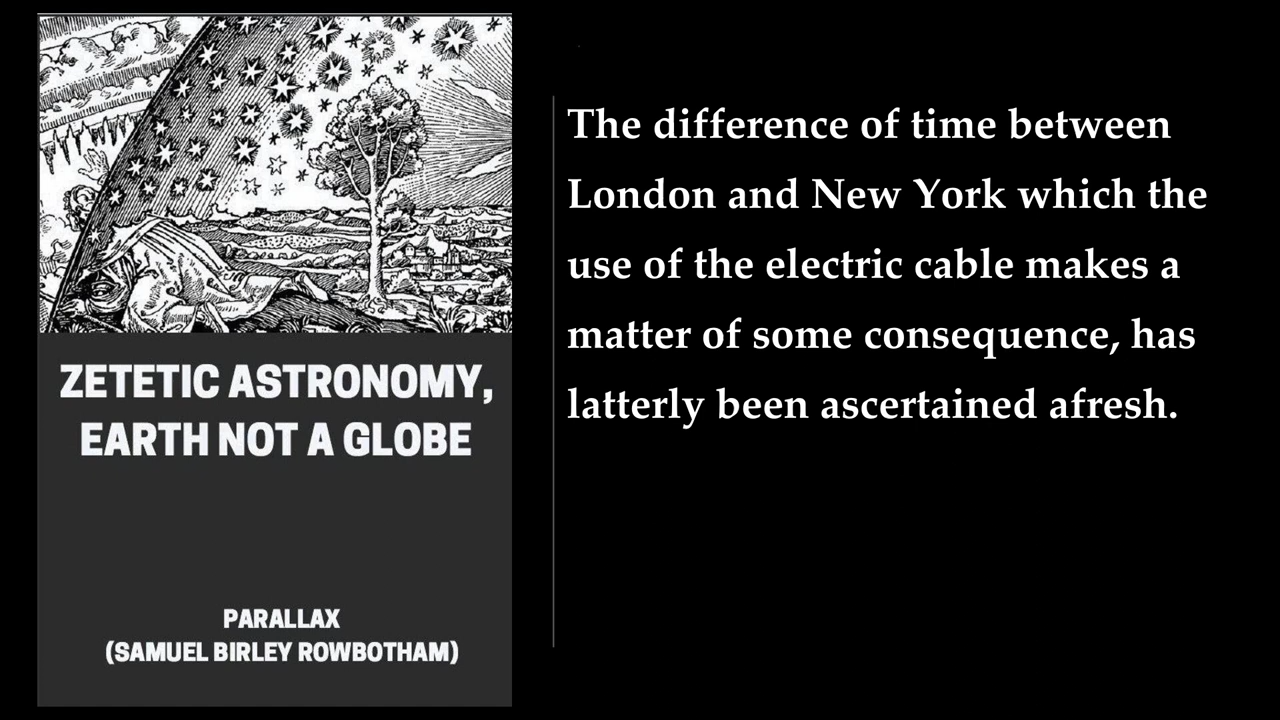 ZETETIC ASTRONOMY,
EARTH NOT A GLOBE
PARALLAX
(SAMUEL BIRLEY ROWBOTHAM)
The difference of time between
London and New York which the
use of the electric cable makes a
matter of some consequence, has
latterly been ascertained afresh.